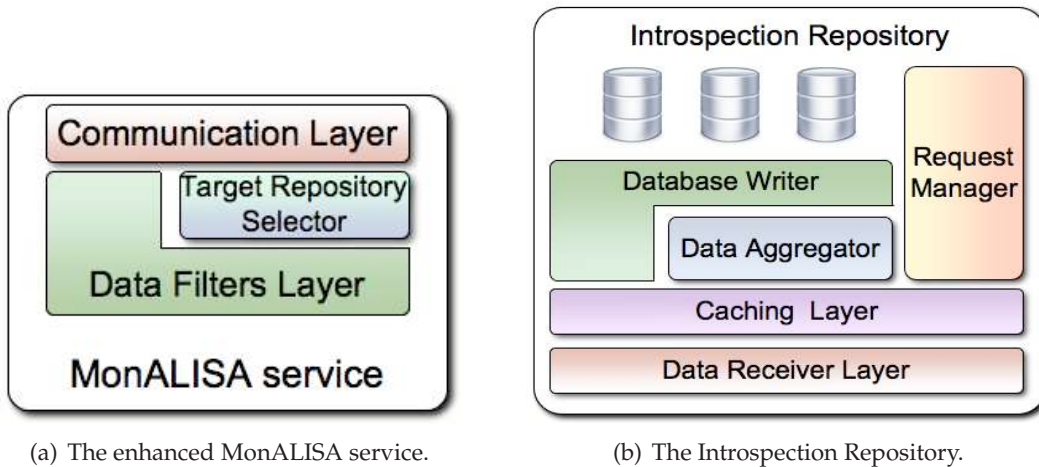 Communication Layer
Target Repository
Selector
Data Filters Layer
MonALISA service
(a) The enhanced MonALISA service.
Introspection Repository
Request
Manager
Database Writer
Data Aggregator
Caching Layer
Data Receiver Layer
(b) The Introspection Repository.